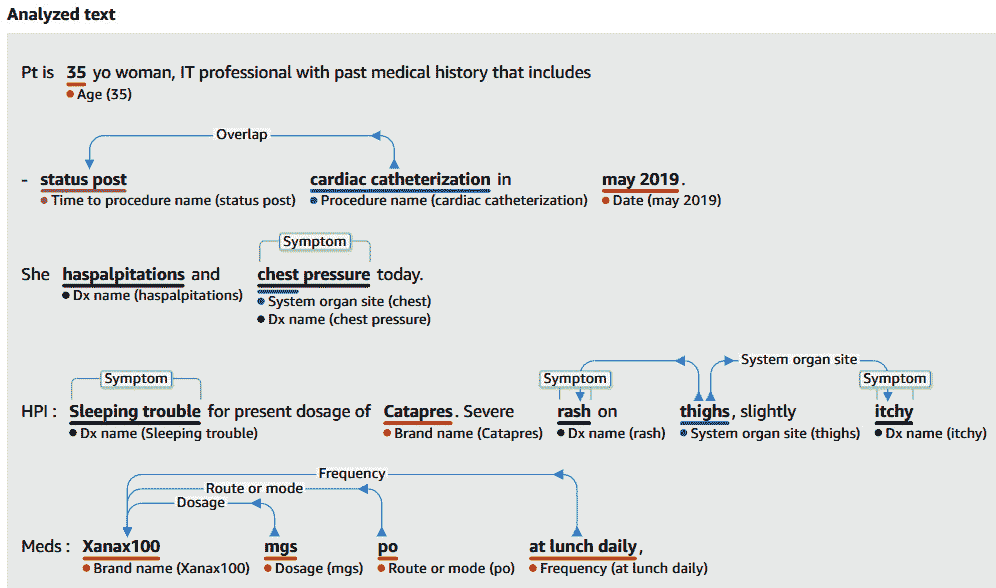 Analyzed text
Pt is 35 yo woman, IT professional with past medical history that includes
Age (35)
Overlap
- status post cardiac catheterization in may 2019.
Time to procedure name (status post) Procedure name (cardiac catheterization) Date (may 2019)
Symptom
She haspalpitations and chest pressure today.
Dx name (haspalpitations) System organ site (chest)
Dx name (chest pressure)
System organ site
Symptom Symptom Symptom
HPI : Sleeping trouble for present dosage of Catapres. Severe rash on thighs, slightly itchy
Dx name (Sleeping trouble) Brand name (Catapres) Dx name (rash) System organ site (thighs) Dx name (itchy)
Frequency
Route or mode
Dosage
Meds : Xanax100 mgs po at lunch daily,
Brand name (Xanax100) Dosage (mgs) Route or mode (po) Frequency (at lunch daily)